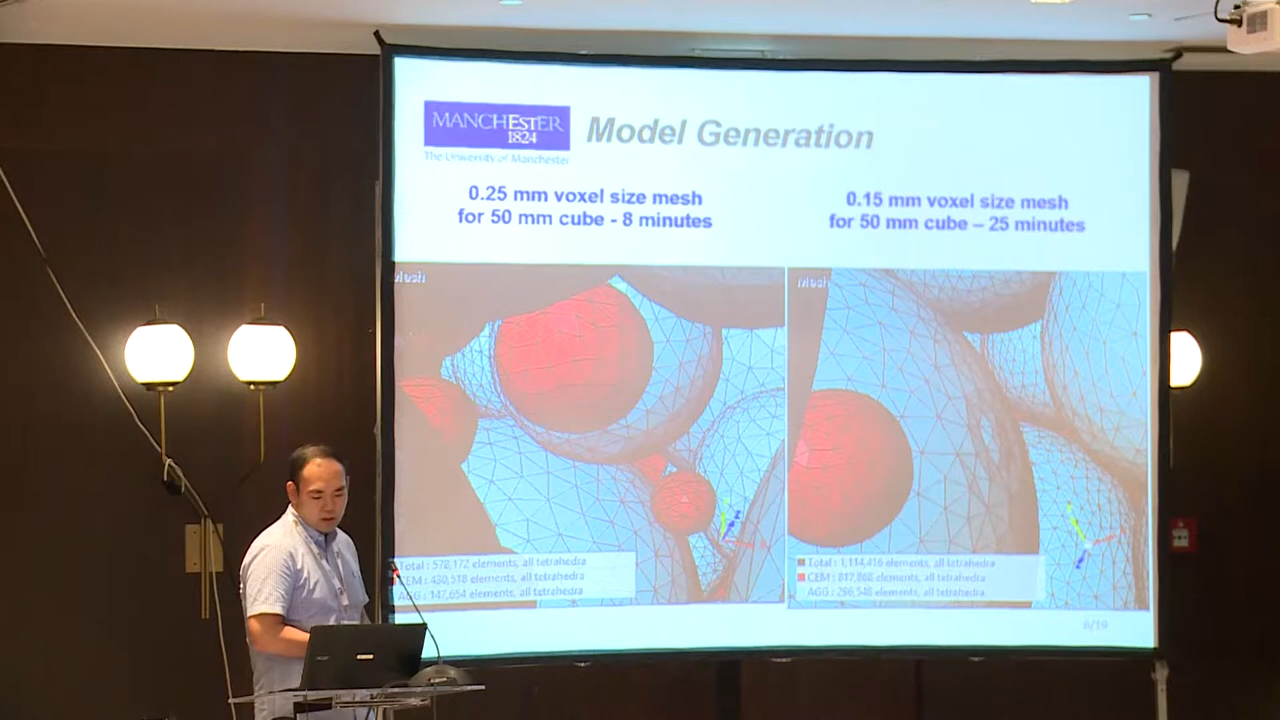 MANCHESTER
1824
The University of Manchester
Model Generation
0.25 mm voxel size mesh
for 50 mm cube - 8 minutes
0.15 mm voxel size mesh
for 50 mm cube – 25 minutes
Mesh
Mesh
Total : 578,172 elements, all tetrahedra
CEM : 430,518 elements, all tetrahedra
AGG : 147,654 elements, all tetrahedra
Total : 1,114,416 elements, all tetrahedra
CEM : 817,868 elements, all tetrahedra
AGG : 296,548 elements, all tetrahedra
6/19